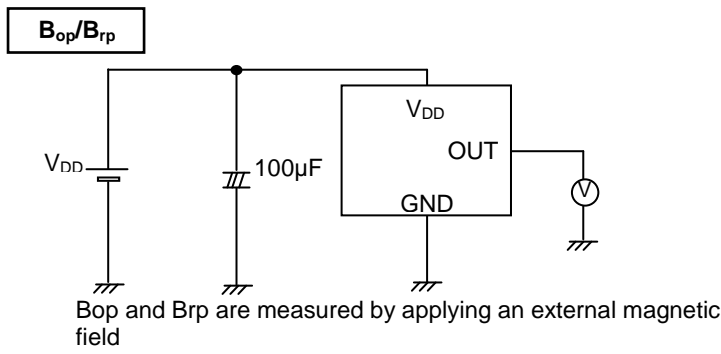 Bop/Brp
VDD
100µF
VDD
OUT
GND
V
Bop and Brp are measured by applying an external magnetic
field